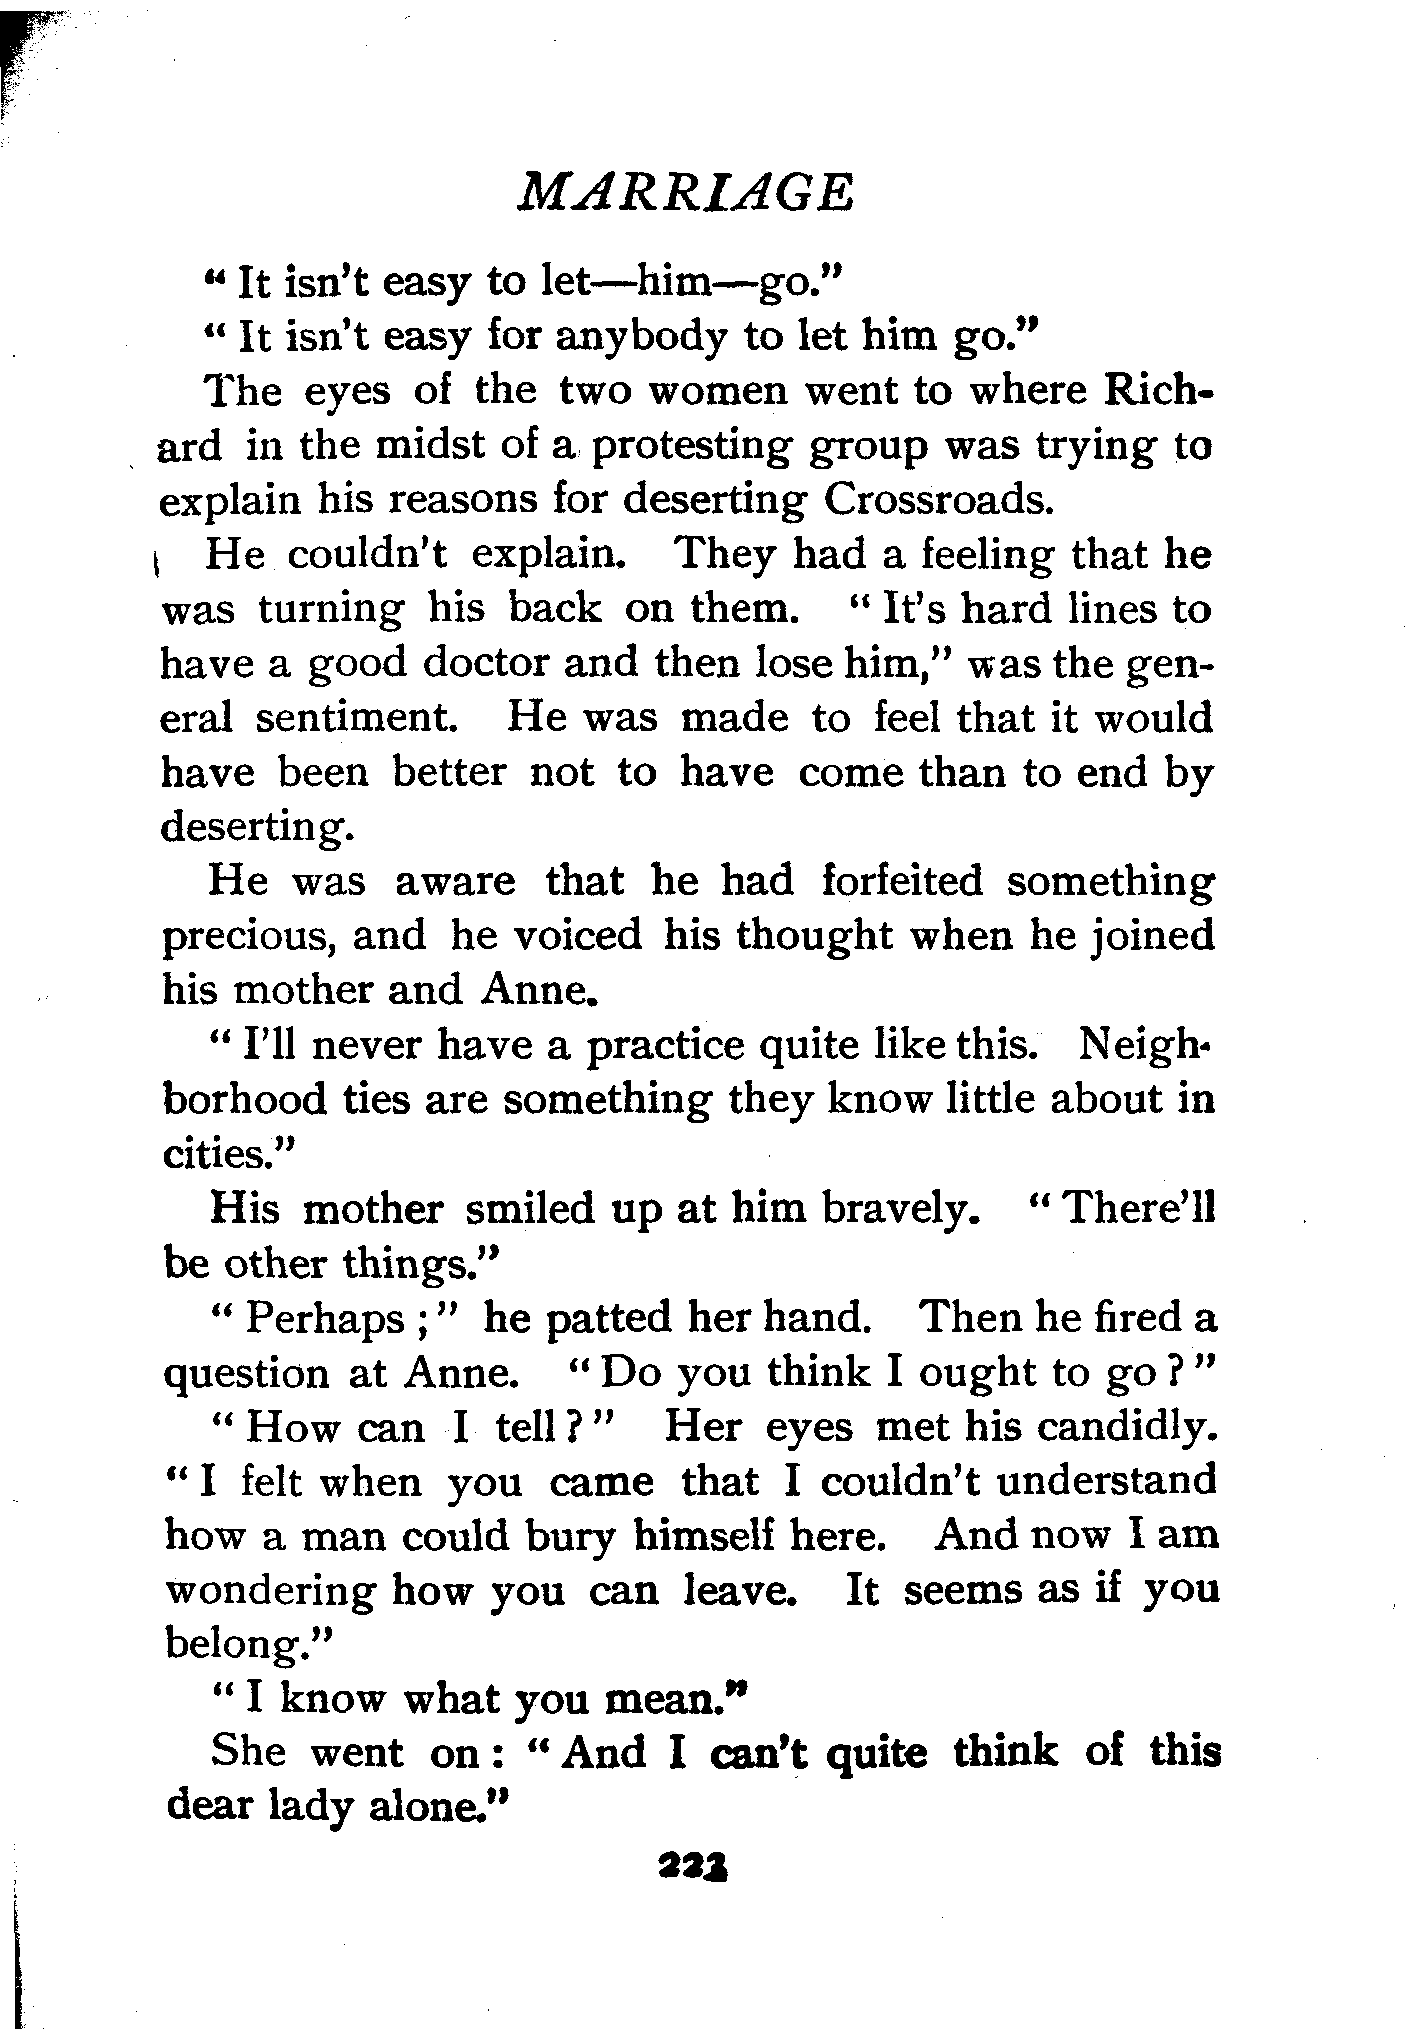 MARRIAGE
" It isn't easy to let—him—go."
" It isn't easy for anybody to let him go."
The eyes of the two women went to where Rich-
ard in the midst of a protesting group was trying to
explain his reasons for deserting Crossroads.
He couldn't explain. They had a feeling that he
was turning his back on them. " It's hard lines to
have a good doctor and then lose him," was the gen-
eral sentiment. He was made to feel that it would
have been better not to have come than to end by
deserting.
He was aware that he had forfeited something
precious, and he voiced his thought when he joined
his mother and Anne.
" I'll never have a practice quite like this. Neigh-
borhood ties are something they know little about in
cities."
His mother smiled up at him bravely. " There'll
be other things."
" Perhaps ; " he patted her hand. Then he fired a
question at Anne. " Do you think I ought to go ? "
" How can I tell ? " Her eyes met his candidly.
" I felt when you came that I couldn't understand
how a man could bury himself here. And now I am
wondering how you can leave. It seems as if you
belong."
" I know what you mean."
She went on : " And I can't quite think of this
dear lady alone."